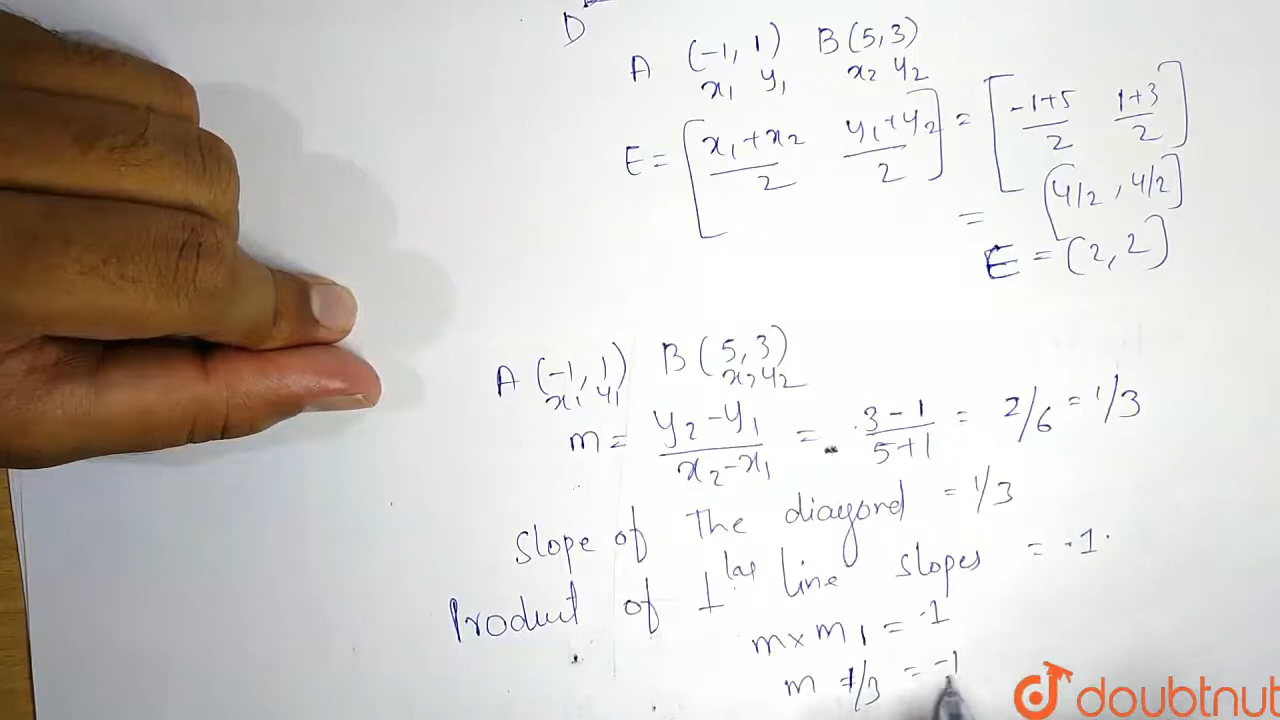 D
A (-1, 1) B (5, 3)
x₁ y₁ x₂ y₂
E = [x₁+x₂/2 y₁+y₂/2] = [-1+5/2 1+3/2]
= [4/2, 4/2]
E = (2, 2)
A (-1, 1) B (5, 3)
x₁ y₁ x₂ y₂
m = y₂-y₁/x₂-x₁ = 3-1/5+1 = 2/6 = 1/3
Slope of The diagonal = 1/3
Product of ⊥lar line slopes = -1.
m×m₁ = -1
m 1/3 = -1
doubtnut